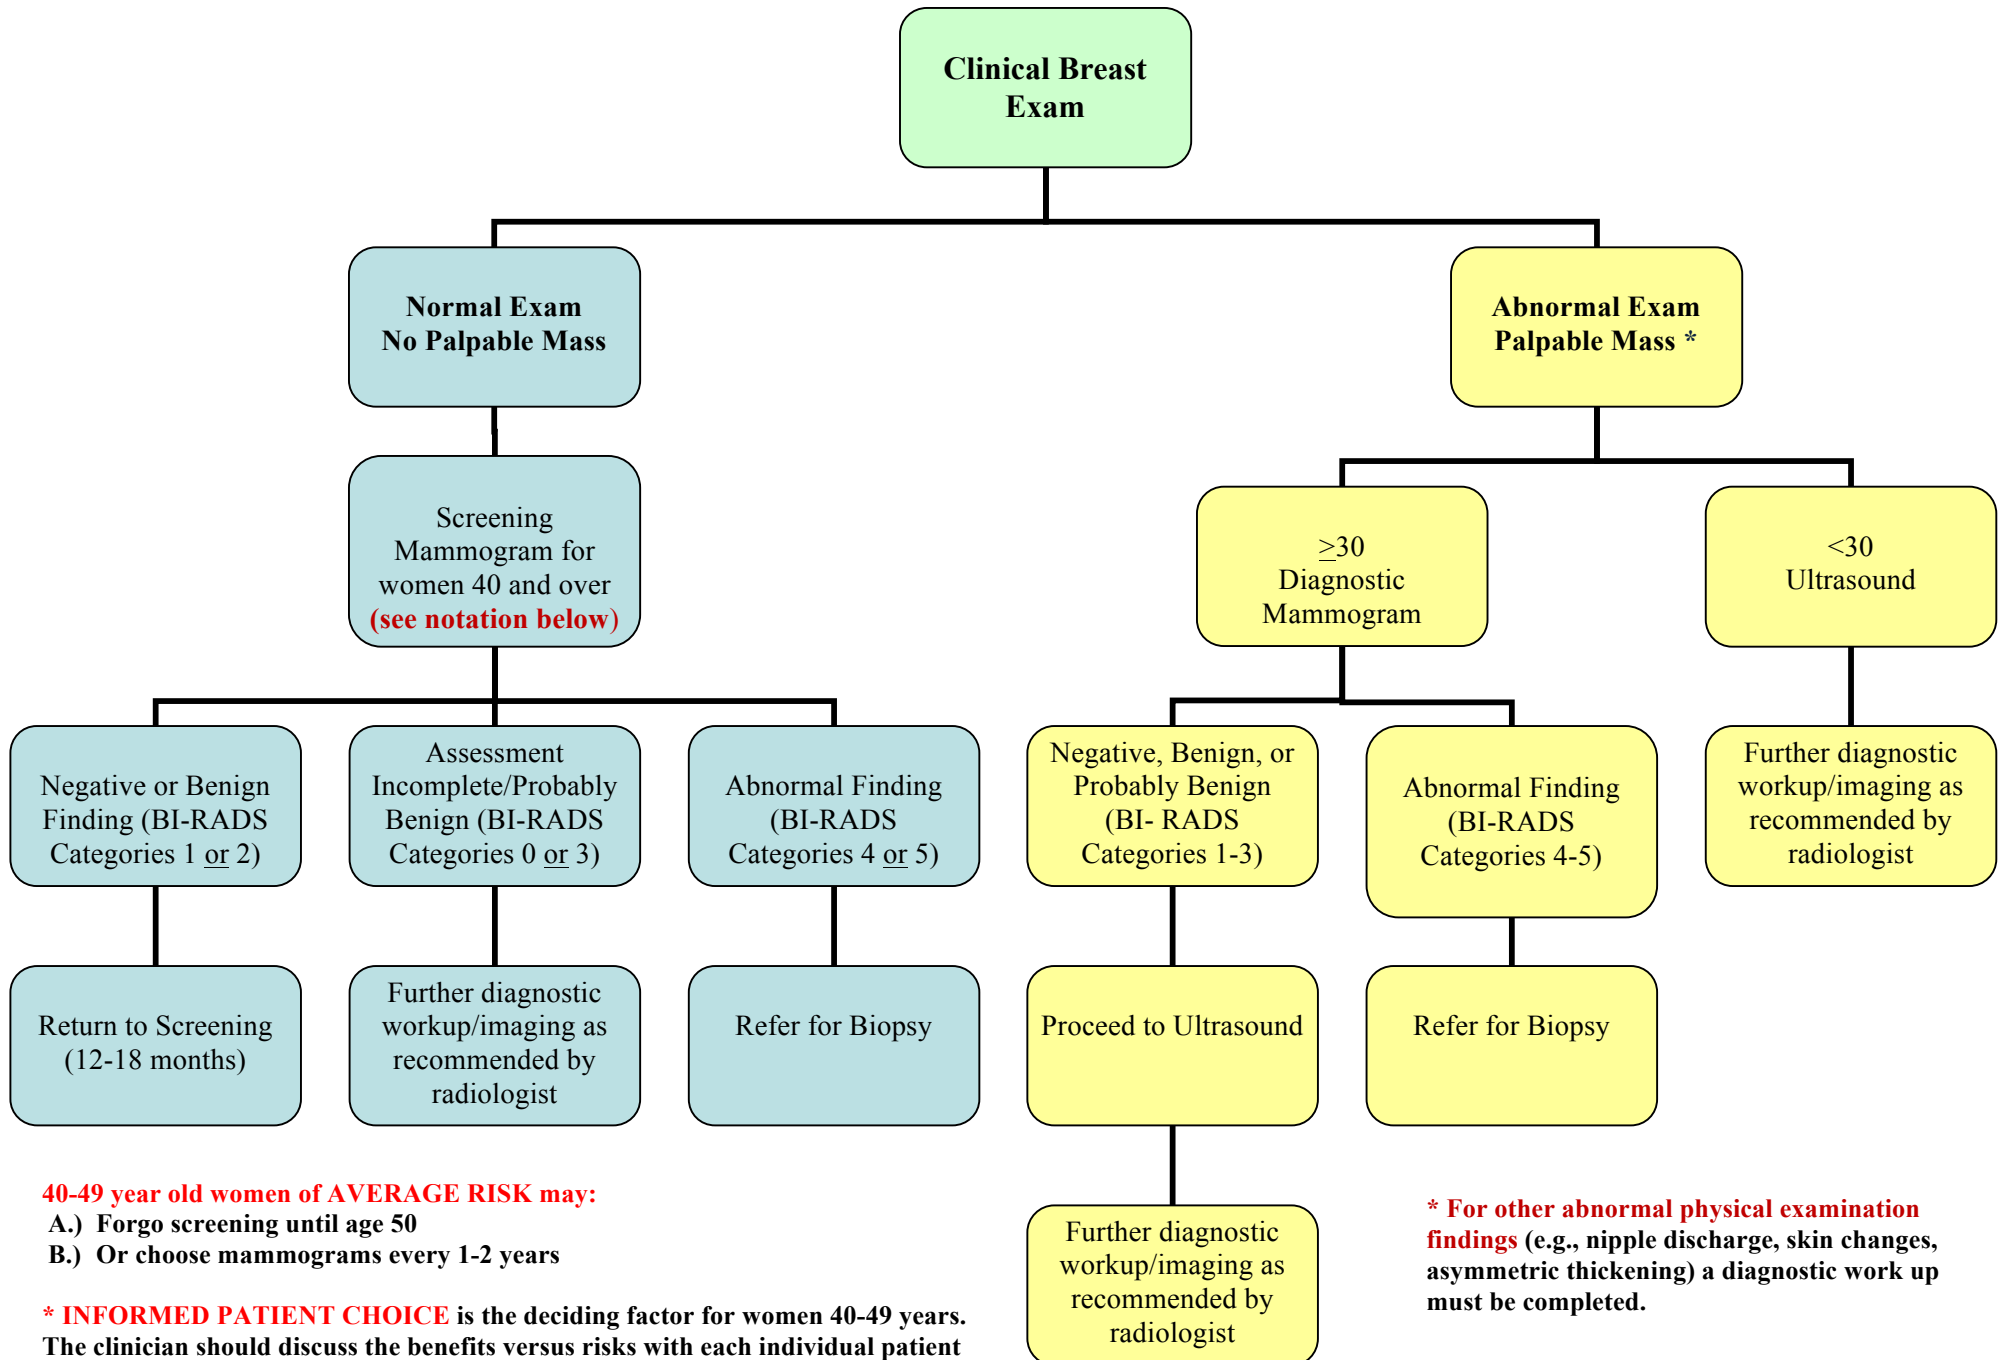 Clinical Breast
Exam
Normal Exam
No Palpable Mass
Abnormal Exam
Palpable Mass *
Screening
Mammogram for
women 40 and over
(see notation below)
≥30
Diagnostic
Mammogram
<30
Ultrasound
Negative or Benign
Finding (BI-RADS
Categories 1 or 2)
Assessment
Incomplete/Probably
Benign (BI-RADS
Categories 0 or 3)
Abnormal Finding
(BI-RADS
Categories 4 or 5)
Negative, Benign, or
Probably Benign
(BI- RADS
Categories 1-3)
Abnormal Finding
(BI-RADS
Categories 4-5)
Further diagnostic
workup/imaging as
recommended by
radiologist
Return to Screening
(12-18 months)
Further diagnostic
workup/imaging as
recommended by
radiologist
Refer for Biopsy
Proceed to Ultrasound
Refer for Biopsy
Further diagnostic
workup/imaging as
recommended by
radiologist
40-49 year old women of AVERAGE RISK may:
A.) Forgo screening until age 50
B.) Or choose mammograms every 1-2 years
* INFORMED PATIENT CHOICE is the deciding factor for women 40-49 years.
The clinician should discuss the benefits versus risks with each individual patient
* For other abnormal physical examination
findings (e.g., nipple discharge, skin changes,
asymmetric thickening) a diagnostic work up
must be completed.